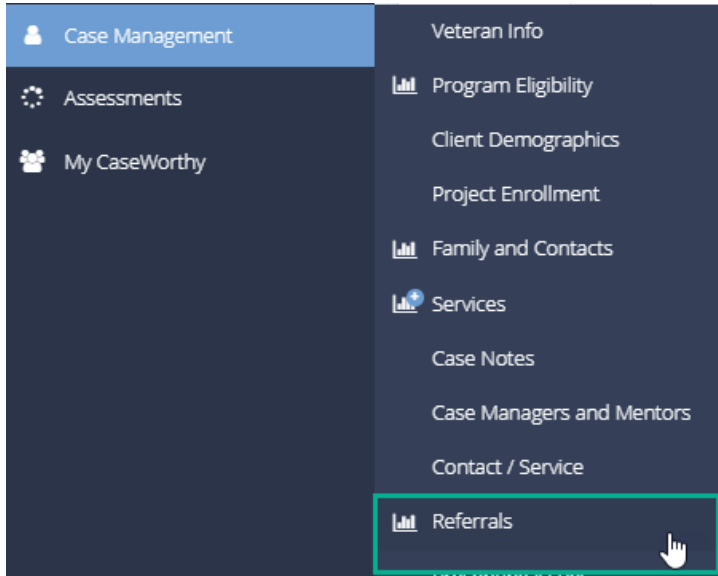 Case Management
Assessments
My CaseWorthy
Veteran Info
Program Eligibility
Client Demographics
Project Enrollment
Family and Contacts
Services
Case Notes
Case Managers and Mentors
Contact / Service
Referrals